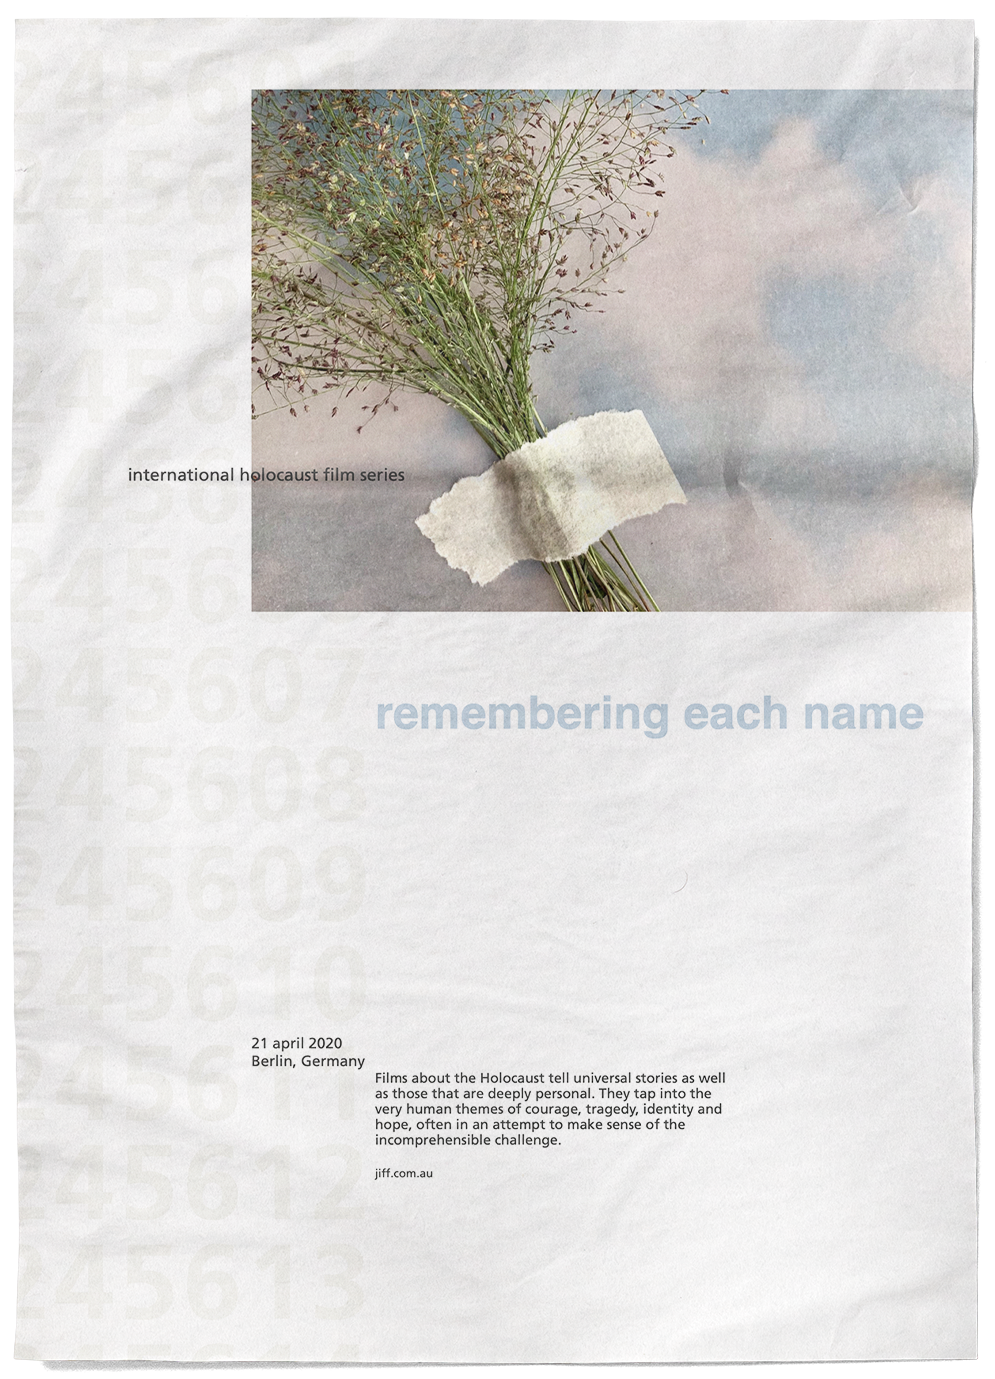 international holocaust film series
245607
remembering each name
245608
245609
245610
21 april 2020
Berlin, Germany
245611
Films about the Holocaust tell universal stories as well
as those that are deeply personal. They tap into the
very human themes of courage, tragedy, identity and
hope, often in an attempt to make sense of the
incomprehensible challenge.
jiff.com.au
245612
245613